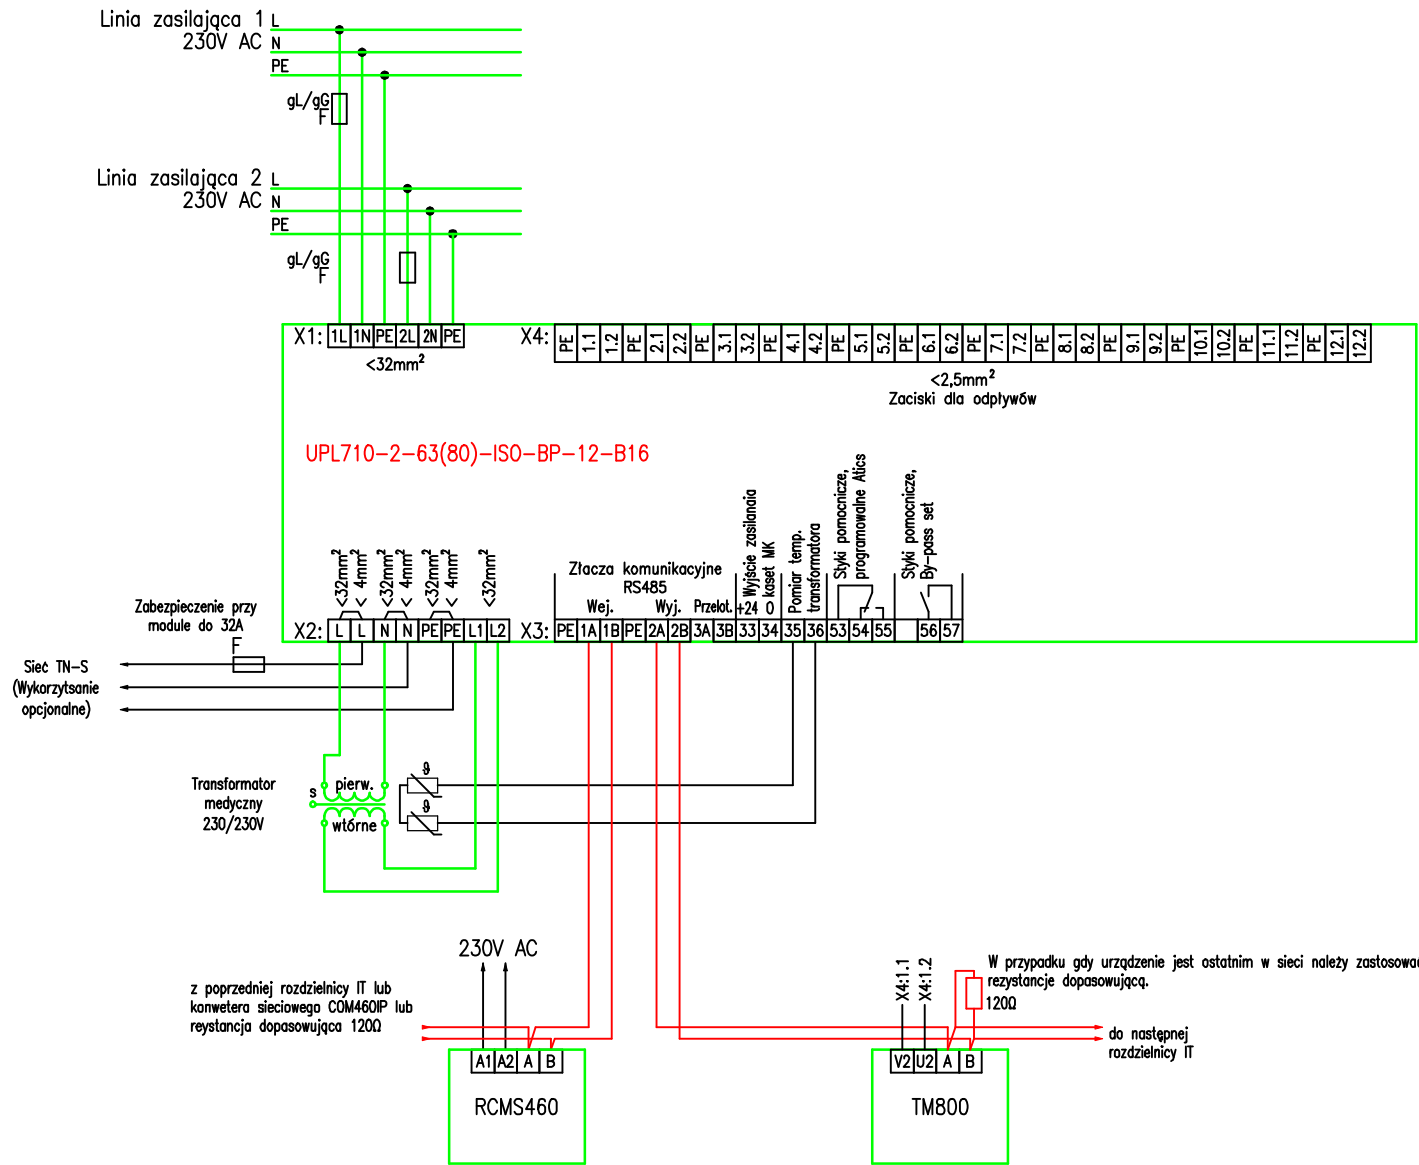 Linia zasilająca 1 L
230V AC N
PE
gL/gG
F
Linia zasilająca 2 L
230V AC N
PE
gL/gG
F
X1: 1L 1N PE 2L 2N PE
<32mm²
X4: PE 1.1 1.2 PE 2.1 2.2 PE 3.1 3.2 PE 4.1 4.2 PE 5.1 5.2 PE 6.1 6.2 PE 7.1 7.2 PE 8.1 8.2 PE 9.1 9.2 PE 10.1 10.2 PE 11.1 11.2 PE 12.1 12.2
<2,5mm²
Zaciski dla odpływów
UPL710-2-63(80)-ISO-BP-12-B16
<32mm²
< 4mm²
<32mm²
< 4mm²
<32mm²
< 4mm²
<32mm²
X2: L L N N PE PE L1 L2
Złacza komunikacyjne
RS485
Wej. Wyj. Przelot.
Wyjście zasilanaia
kaset MK
+24 0
Pomiar temp.
transformatora
Styki pomocnicze,
programowalne Atics
Styki pomocnicze,
By-pass set
X3: PE 1A 1B PE 2A 2B 3A 3B 33 34 35 36 53 54 55 56 57
Zabezpieczenie przy
module do 32A
F
Sieć TN-S
(Wykorzytsanie
opcjonalne)
Transformator
medyczny
230/230V
s
pierw.
wtórne
ϑ
ϑ
230V AC
z poprzedniej rozdzielnicy IT lub
konwetera sieciowego COM460IP lub
reystancja dopasowująca 120Ω
A1 A2 A B
RCMS460
X4:1.1
X4:1.2
W przypadku gdy urządzenie jest ostatnim w sieci należy zastosowa
rezystancje dopasowującą.
120Ω
do następnej
rozdzielnicy IT
V2 U2 A B
TM800